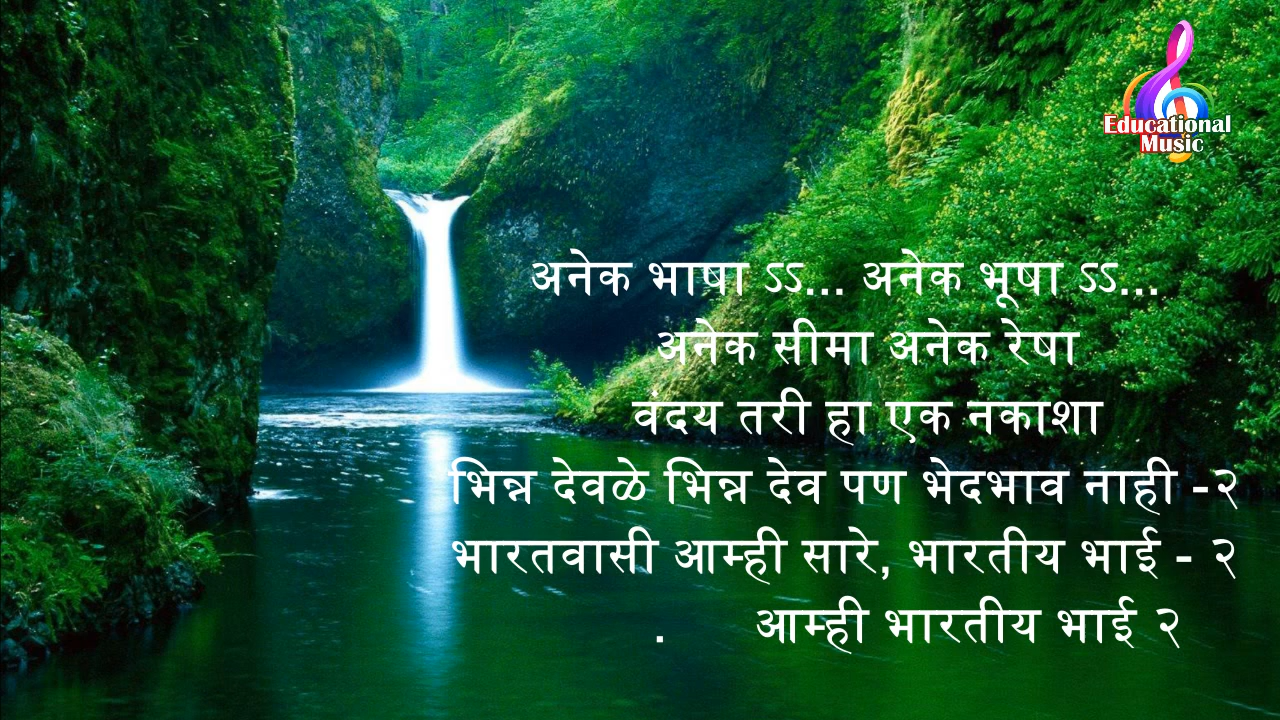 Educational
Music
अनेक भाषा ऽऽ... अनेक भूषा ऽऽ...
अनेक सीमा अनेक रेषा
वंदय तरी हा एक नकाशा
भिन्न देवळे भिन्न देव पण भेदभाव नाही -२
भारतवासी आम्ही सारे, भारतीय भाई - २
. आम्ही भारतीय भाई २